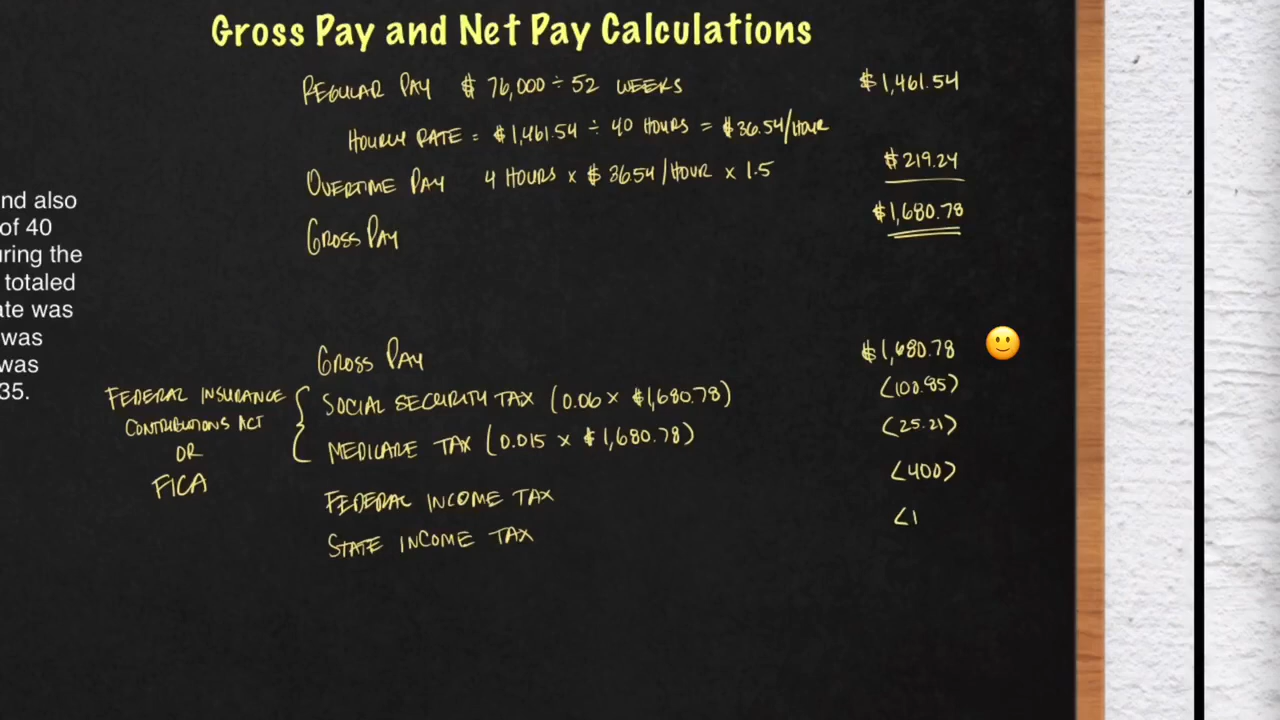 Gross Pay and Net Pay Calculations
REGULAR PAY $ 76,000 ÷ 52 WEEKS $1,461.54
HOURLY RATE = $1,461.54 ÷ 40 HOURS = $36.54/HOUR
OVERTIME PAY 4 HOURS × $ 36.54/HOUR × 1.5 $219.24
GROSS PAY $1,680.78
nd also
of 40
uring the
totaled
ate was
was
was
35.
GROSS PAY $1,680.78
SOCIAL SECURITY TAX (0.06 × $1,680.78) <100.85>
MEDICARE TAX (0.015 × $1,680.78) <25.21>
FEDERAL INCOME TAX <400>
STATE INCOME TAX <1
FEDERAL INSURANCE
CONTRIBUTIONS ACT
OR
FICA